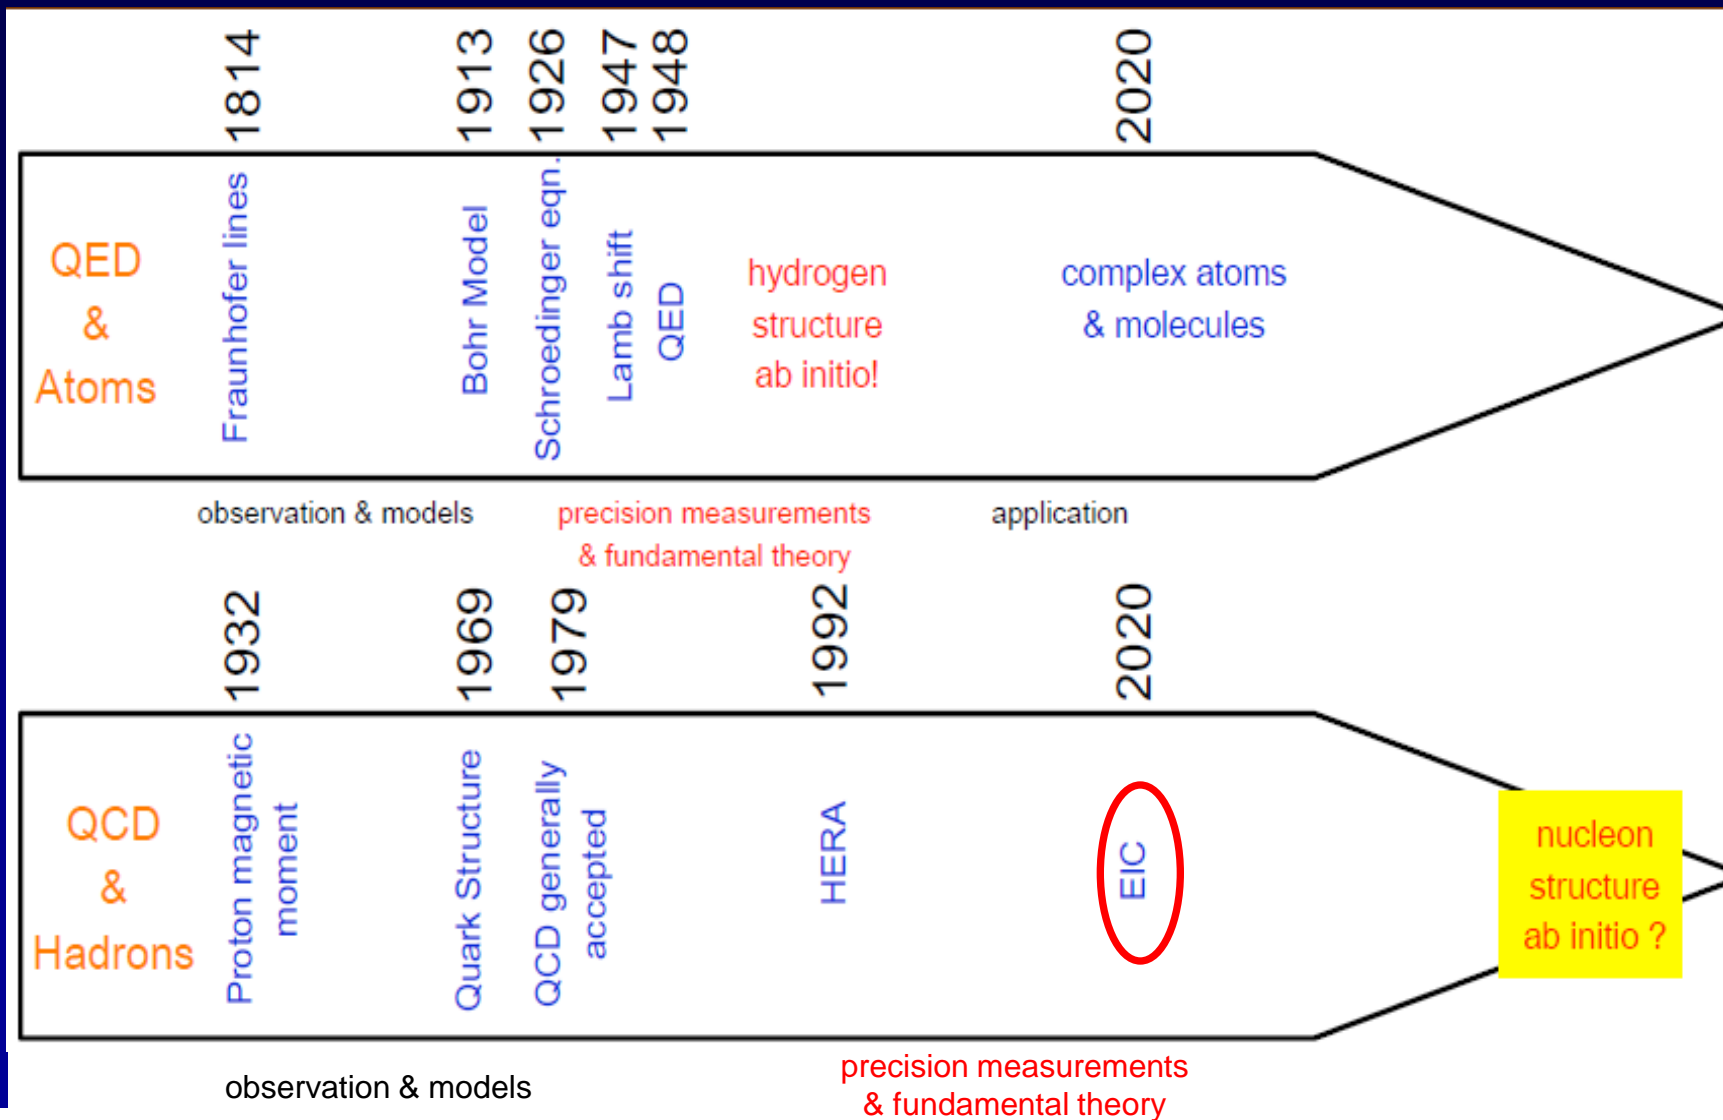 1814
1913
1926
1947
1948
2020
QED
&
Atoms
Fraunhofer lines
Bohr Model
Schroedinger eqn.
Lamb shift
QED
hydrogen
structure
ab initio!
complex atoms
& molecules
observation & models
precision measurements
& fundamental theory
application
1932
1969
1979
1992
2020
QCD
&
Hadrons
Proton magnetic
moment
Quark Structure
QCD generally
accepted
HERA
EIC
nucleon
structure
ab initio ?
observation & models
precision measurements
& fundamental theory